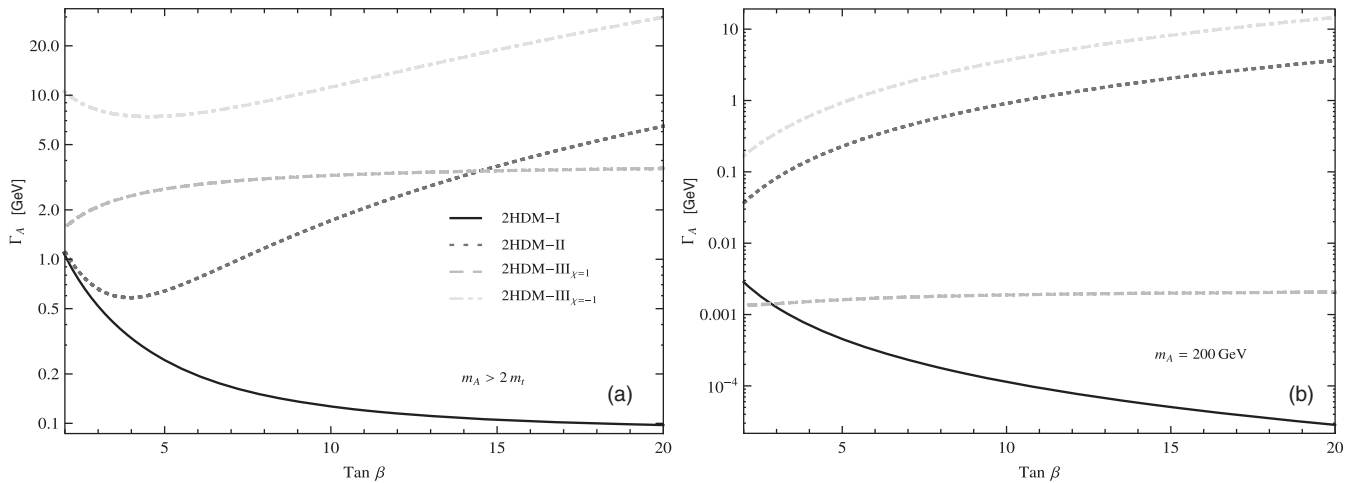 20.0
10.0
5.0
2.0
1.0
0.5
0.2
0.1
Γ_A [GeV]
2HDM−I
2HDM−II
2HDM−III_χ=1
2HDM−III_χ=−1
m_A > 2 m_t
(a)
5 10 15 20
Tan β
10
1
0.1
0.01
0.001
10^−4
Γ_A [GeV]
m_A = 200 GeV
(b)
5 10 15 20
Tan β